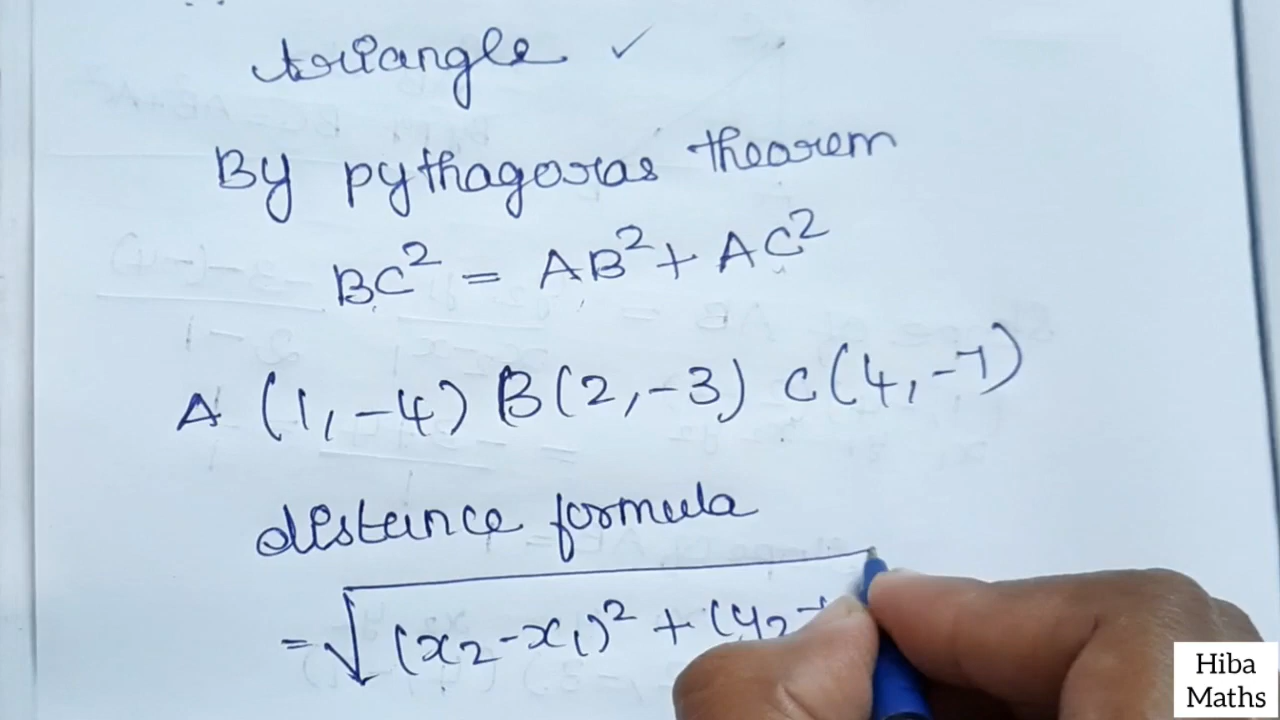 triangle ✓
By pythagoras theorem
BC² = AB² + AC²
A (1, -4) B(2, -3) C(4, -7)
distance formula
= √(x₂-x₁)² + (y₂-
Hiba
Maths